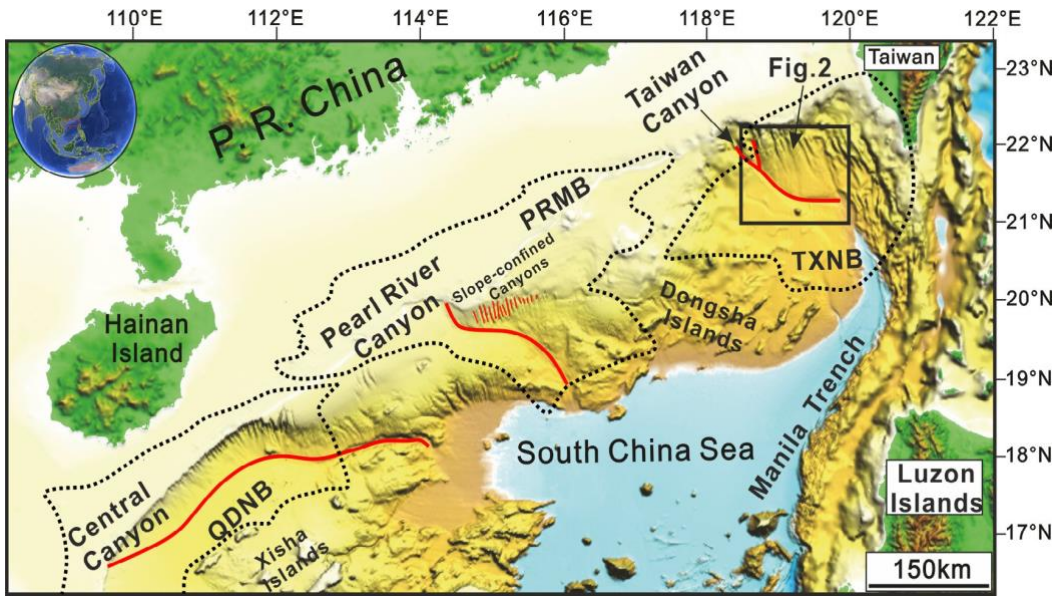 110°E 112°E 114°E 116°E 118°E 120°E 122°E
23°N
22°N
21°N
20°N
19°N
18°N
17°N
P. R. China
Taiwan
Fig.2
Taiwan
Canyon
PRMB
Slope-confined
Canyons
Pearl River
Canyon
TXNB
Dongsha
Islands
Hainan
Island
Manila Trench
South China Sea
Luzon
Islands
Central
Canyon
QDNB
Xisha
Islands
150km